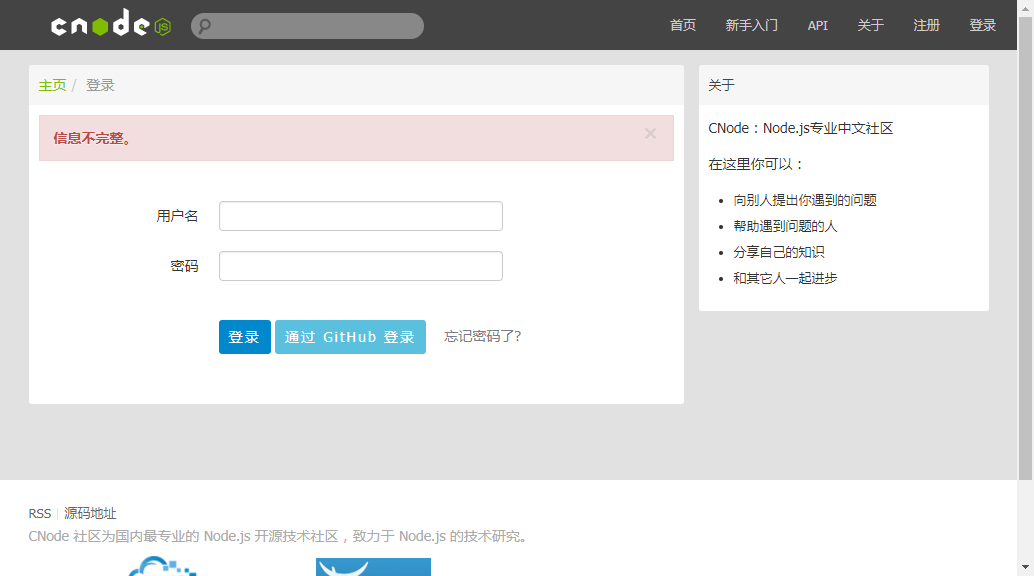 cnode JS
首页 新手入门 API 关于 注册 登录
主页 / 登录
信息不完整。 ×
用户名
密码
登录 通过 GitHub 登录 忘记密码了?
关于
CNode：Node.js专业中文社区
在这里你可以：
• 向别人提出你遇到的问题
• 帮助遇到问题的人
• 分享自己的知识
• 和其它人一起进步
RSS | 源码地址
CNode 社区为国内最专业的 Node.js 开源技术社区，致力于 Node.js 的技术研究。